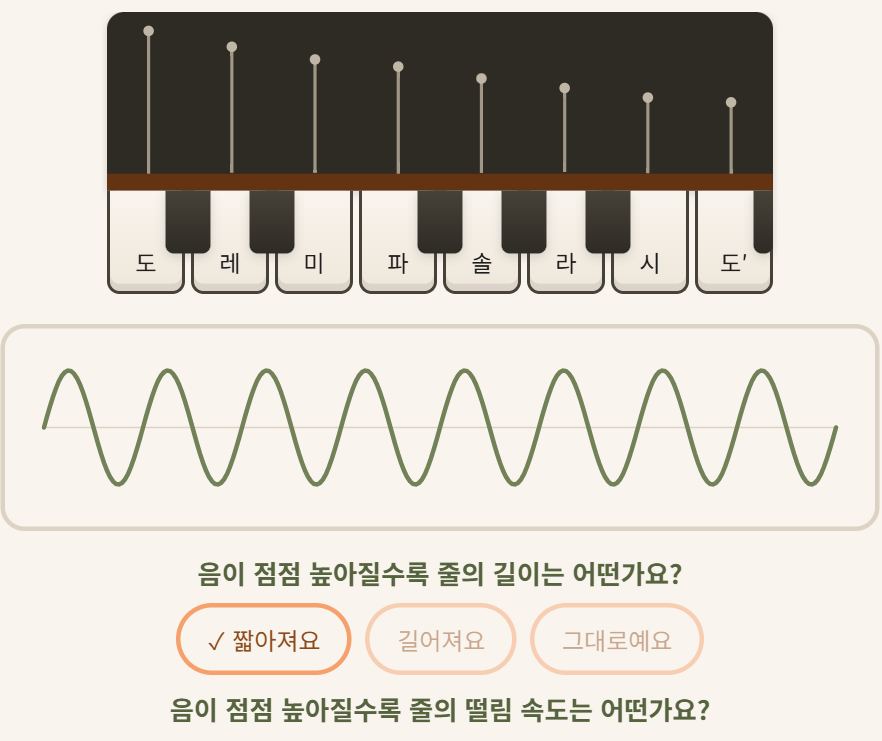 도 레 미 파 솔 라 시 도′
음이 점점 높아질수록 줄의 길이는 어떤가요?
✓ 짧아져요 길어져요 그대로예요
음이 점점 높아질수록 줄의 떨림 속도는 어떤가요?